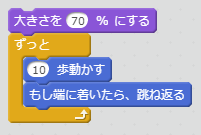 大きさを 70 % にする
ずっと
10 歩動かす
もし端に着いたら、跳ね返る